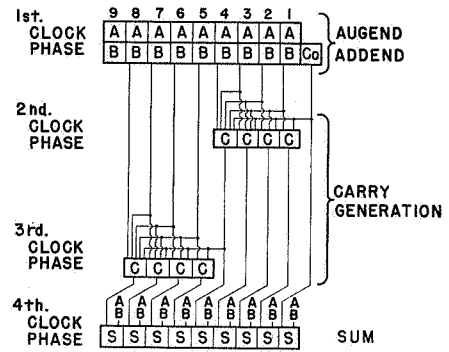 9 8 7 6 5 4 3 2 1
1st. CLOCK PHASE
A A A A A A A A A
B B B B B B B B B Co
AUGEND
ADDEND
2nd. CLOCK PHASE
C C C C
CARRY GENERATION
3rd. CLOCK PHASE
C C C C
4th. CLOCK PHASE
A A A A A A A A A
B B B B B B B B B
S S S S S S S S S
SUM